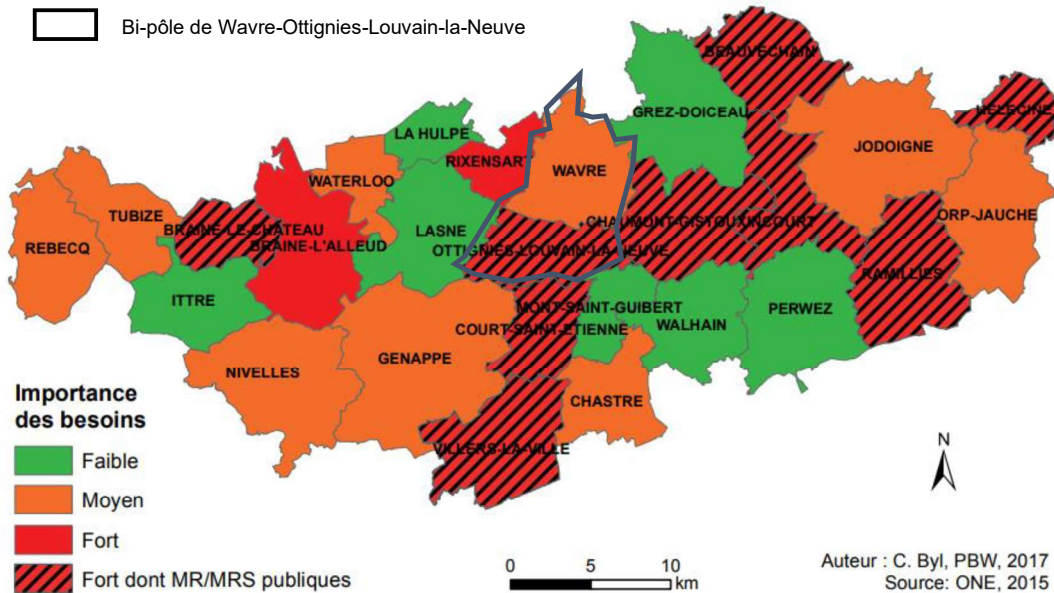 Bi-pôle de Wavre-Ottignies-Louvain-la-Neuve
BEAUVECHAIN
HÉLÉCINE
GREZ-DOICEAU
LA HULPE
JODOIGNE
RIXENSART
WAVRE
WATERLOO
TUBIZE
ORP-JAUCHE
CHAUMONT-GISTOUX
INCOURT
BRAINE-LE-CHÂTEAU
LASNE
REBECQ
BRAINE-L'ALLEUD
OTTIGNIES-LOUVAIN-LA-NEUVE
RAMILLIES
ITTRE
MONT-SAINT-GUIBERT
PERWEZ
WALHAIN
COURT-SAINT-ETIENNE
GENAPPE
NIVELLES
CHASTRE
VILLERS-LA-VILLE
Importance
des besoins
Faible
Moyen
Fort
Fort dont MR/MRS publiques
N
0 5 10
km
Auteur : C. Byl, PBW, 2017
Source: ONE, 2015